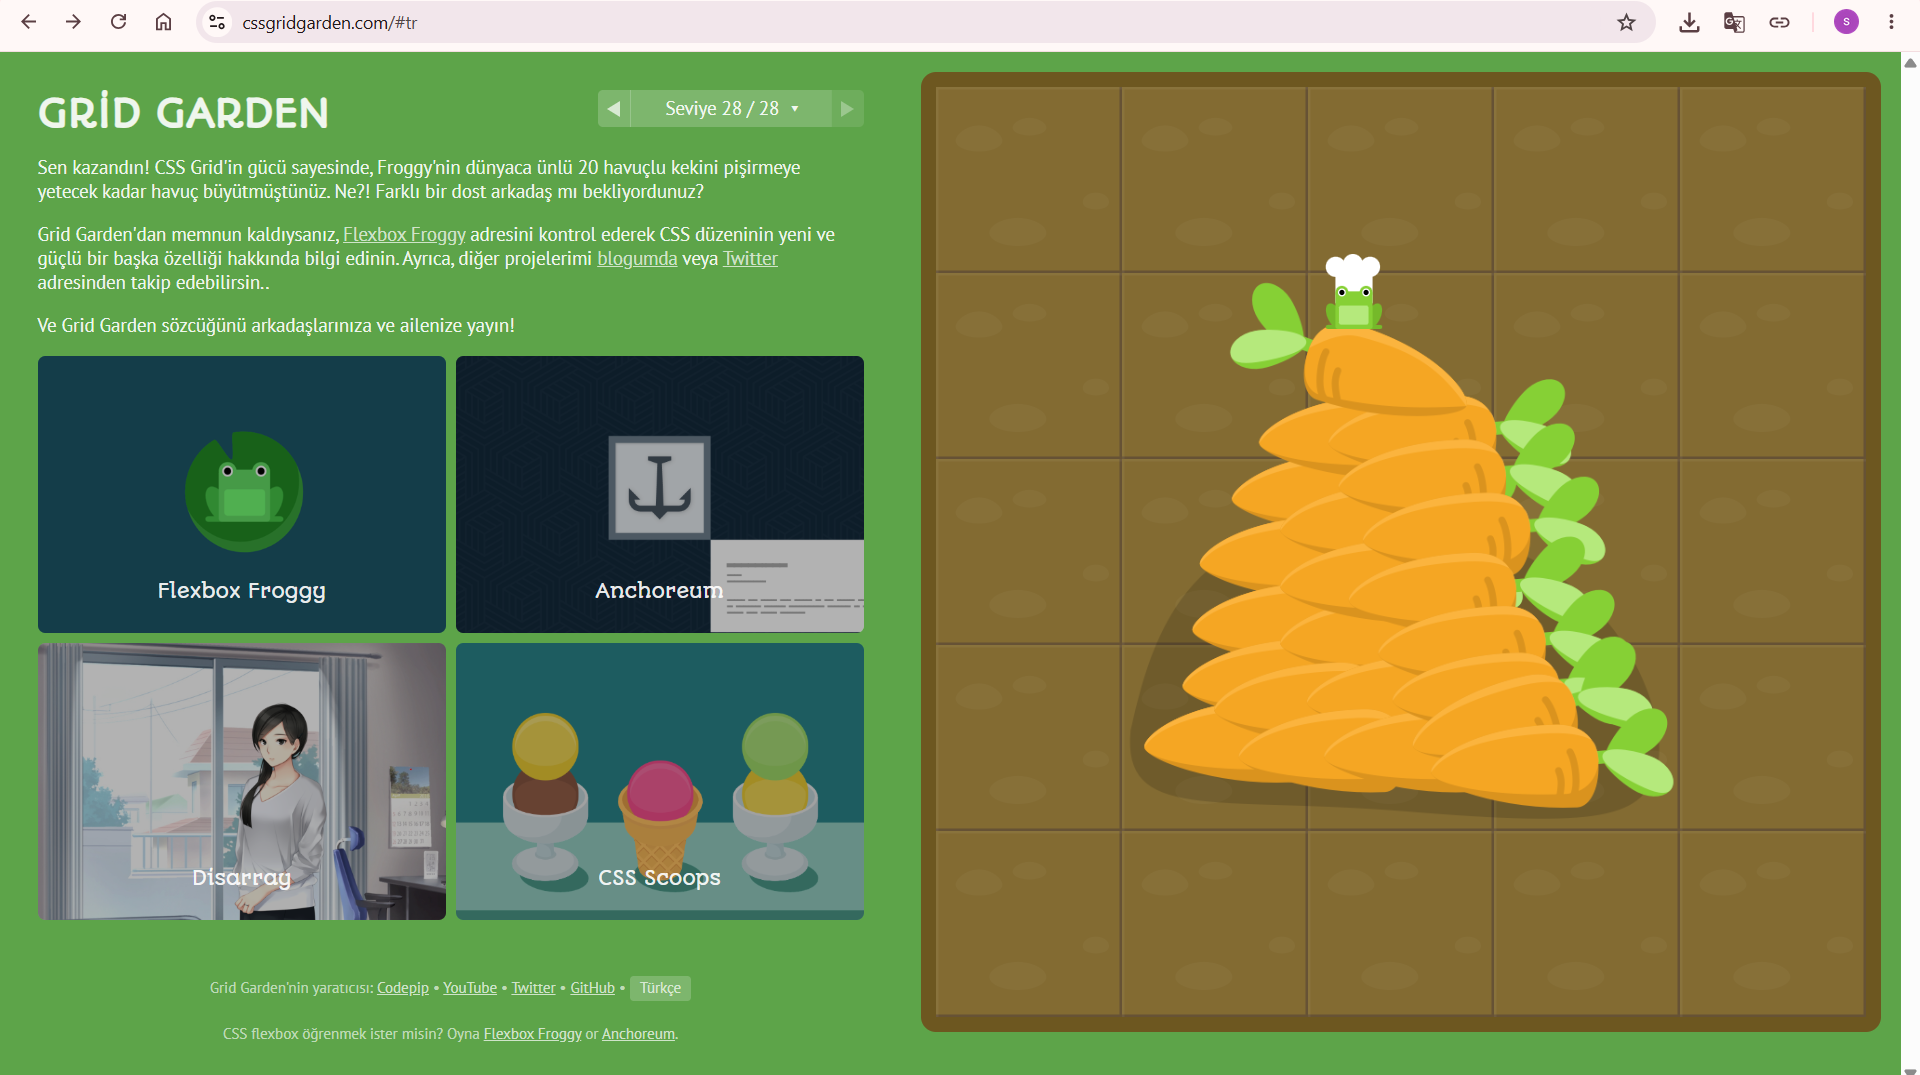 cssgridgarden.com/#tr
S
GRİD GARDEN
Seviye 28 / 28
Sen kazandın! CSS Grid'in gücü sayesinde, Froggy'nin dünyaca ünlü 20 havuçlu kekini pişirmeye
yetecek kadar havuç büyütmüştünüz. Ne?! Farklı bir dost arkadaş mı bekliyordunuz?
Grid Garden'dan memnun kaldıysanız, Flexbox Froggy adresini kontrol ederek CSS düzeninin yeni ve
güçlü bir başka özelliği hakkında bilgi edinin. Ayrıca, diğer projelerimi blogumda veya Twitter
adresinden takip edebilirsin..
Ve Grid Garden sözcüğünü arkadaşlarınıza ve ailenize yayın!
Flexbox Froggy
Anchoreum
Disarray
CSS Scoops
Grid Garden'nin yaratıcısı: Codepip • YouTube • Twitter • GitHub • Türkçe
CSS flexbox öğrenmek ister misin? Oyna Flexbox Froggy or Anchoreum.